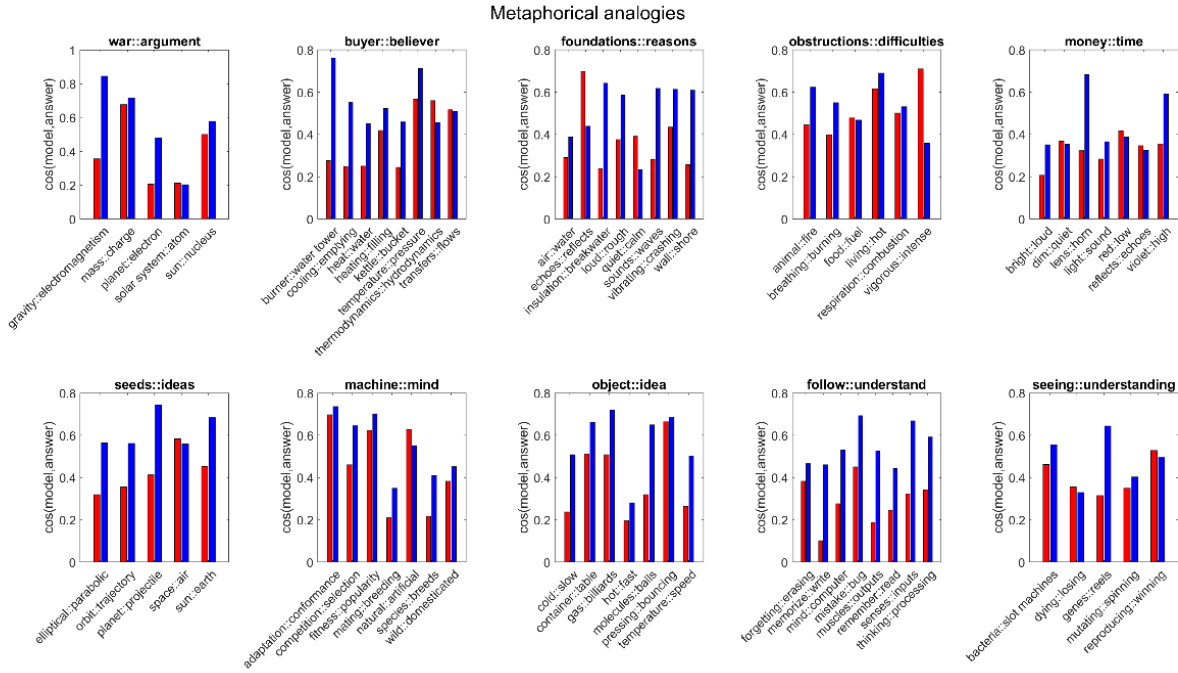 Metaphorical analogies
war::argument
cos(model,answer)
1
0.8
0.6
0.4
0.2
0
gravity::electromagnetism
mass::charge
planet::electron
solar system::atom
sun::nucleus
buyer::believer
cos(model,answer)
0.8
0.6
0.4
0.2
0
burner::water tower
cooling::emptying
heat::water
heating::filling
kettle::bucket
temperature::pressure
thermodynamics::hydrodynamics
transfers::flows
foundations::reasons
cos(model,answer)
0.8
0.6
0.4
0.2
0
air::water
echoes::reflects
insulation::breakwater
loud::rough
quiet::calm
sounds::waves
vibrating::crashing
wall::shore
obstructions::difficulties
cos(model,answer)
0.8
0.6
0.4
0.2
0
animal::fire
breathing::burning
food::fuel
living::hot
respiration::combustion
vigorous::intense
money::time
cos(model,answer)
0.8
0.6
0.4
0.2
0
bright::loud
dim::quiet
lens::horn
light::sound
red::low
reflects::echoes
violet::high
seeds::ideas
cos(model,answer)
0.8
0.6
0.4
0.2
0
elliptical::parabolic
orbit::trajectory
planet::projectile
space::air
sun::earth
machine::mind
cos(model,answer)
0.8
0.6
0.4
0.2
0
adaptation::conformance
competition::selection
fitness::popularity
mating::breeding
natural::artificial
species::breeds
wild::domesticated
object::idea
cos(model,answer)
0.8
0.6
0.4
0.2
0
cold::slow
container::table
gas::billiards
hot::fast
molecules::balls
pressing::bouncing
temperature::speed
follow::understand
cos(model,answer)
0.8
0.6
0.4
0.2
0
forgetting::erasing
memorize::write
mind::computer
mistake::bug
muscles::outputs
remember::read
senses::inputs
thinking::processing
seeing::understanding
cos(model,answer)
0.8
0.6
0.4
0.2
0
bacteria::slot machines
dying::losing
genes::reels
mutating::spinning
reproducing::winning